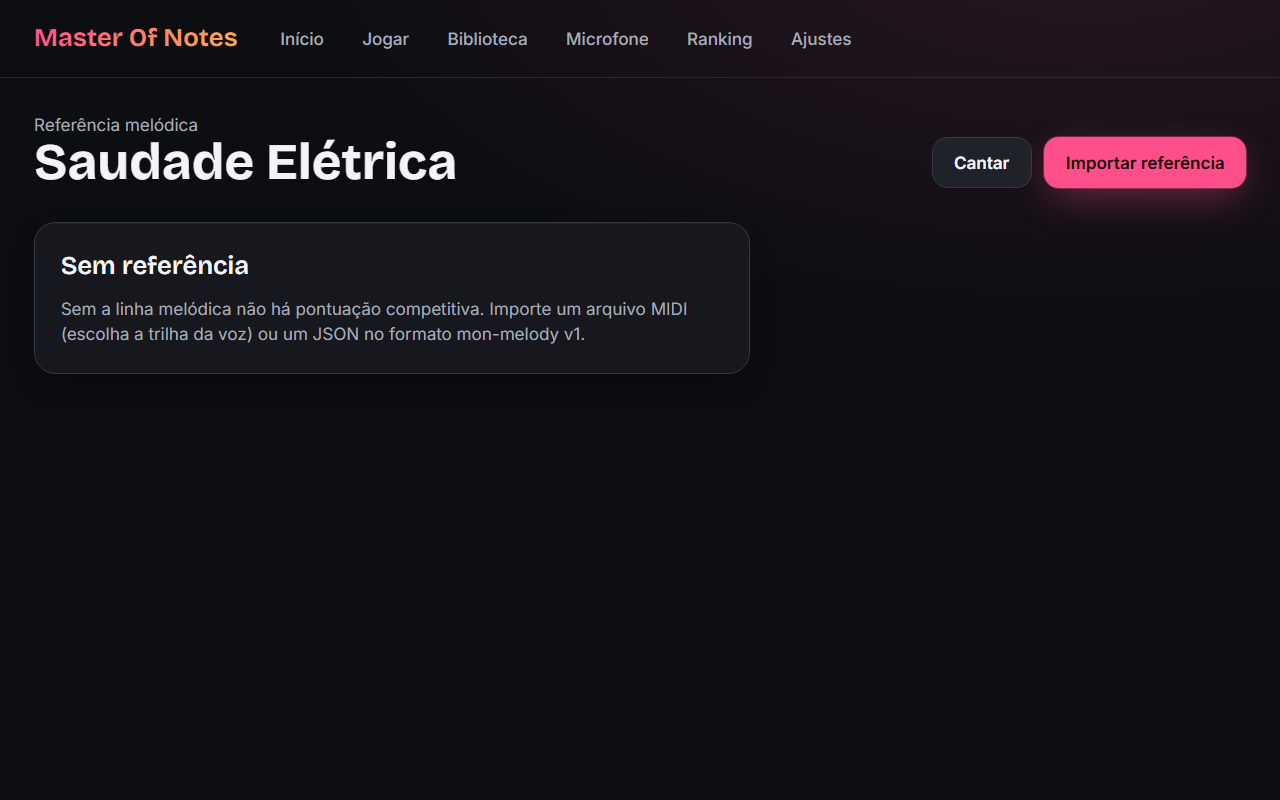 Master Of Notes
Início
Jogar
Biblioteca
Microfone
Ranking
Ajustes
Referência melódica
Saudade Elétrica
Cantar
Importar referência
Sem referência
Sem a linha melódica não há pontuação competitiva. Importe um arquivo MIDI
(escolha a trilha da voz) ou um JSON no formato mon-melody v1.